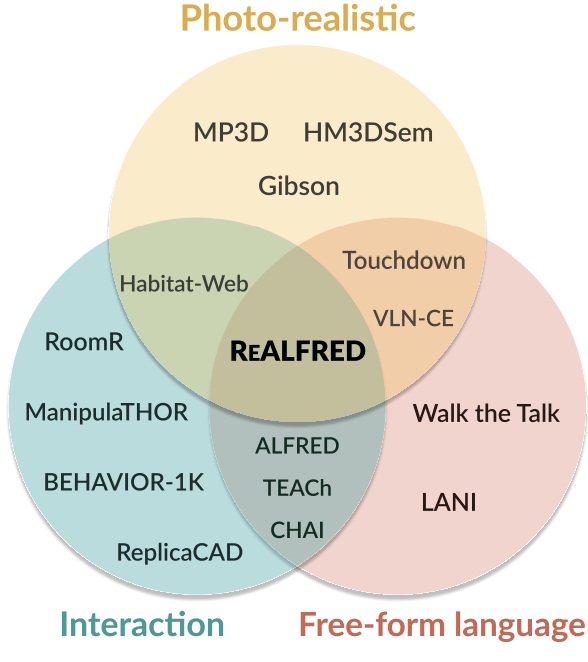 Photo-realistic
MP3D HM3DSem
Gibson
Touchdown
Habitat-Web
VLN-CE
RoomR
REALFRED
ManipulaTHOR
Walk the Talk
ALFRED
BEHAVIOR-1K
TEACh
LANI
CHAI
ReplicaCAD
Interaction
Free-form language